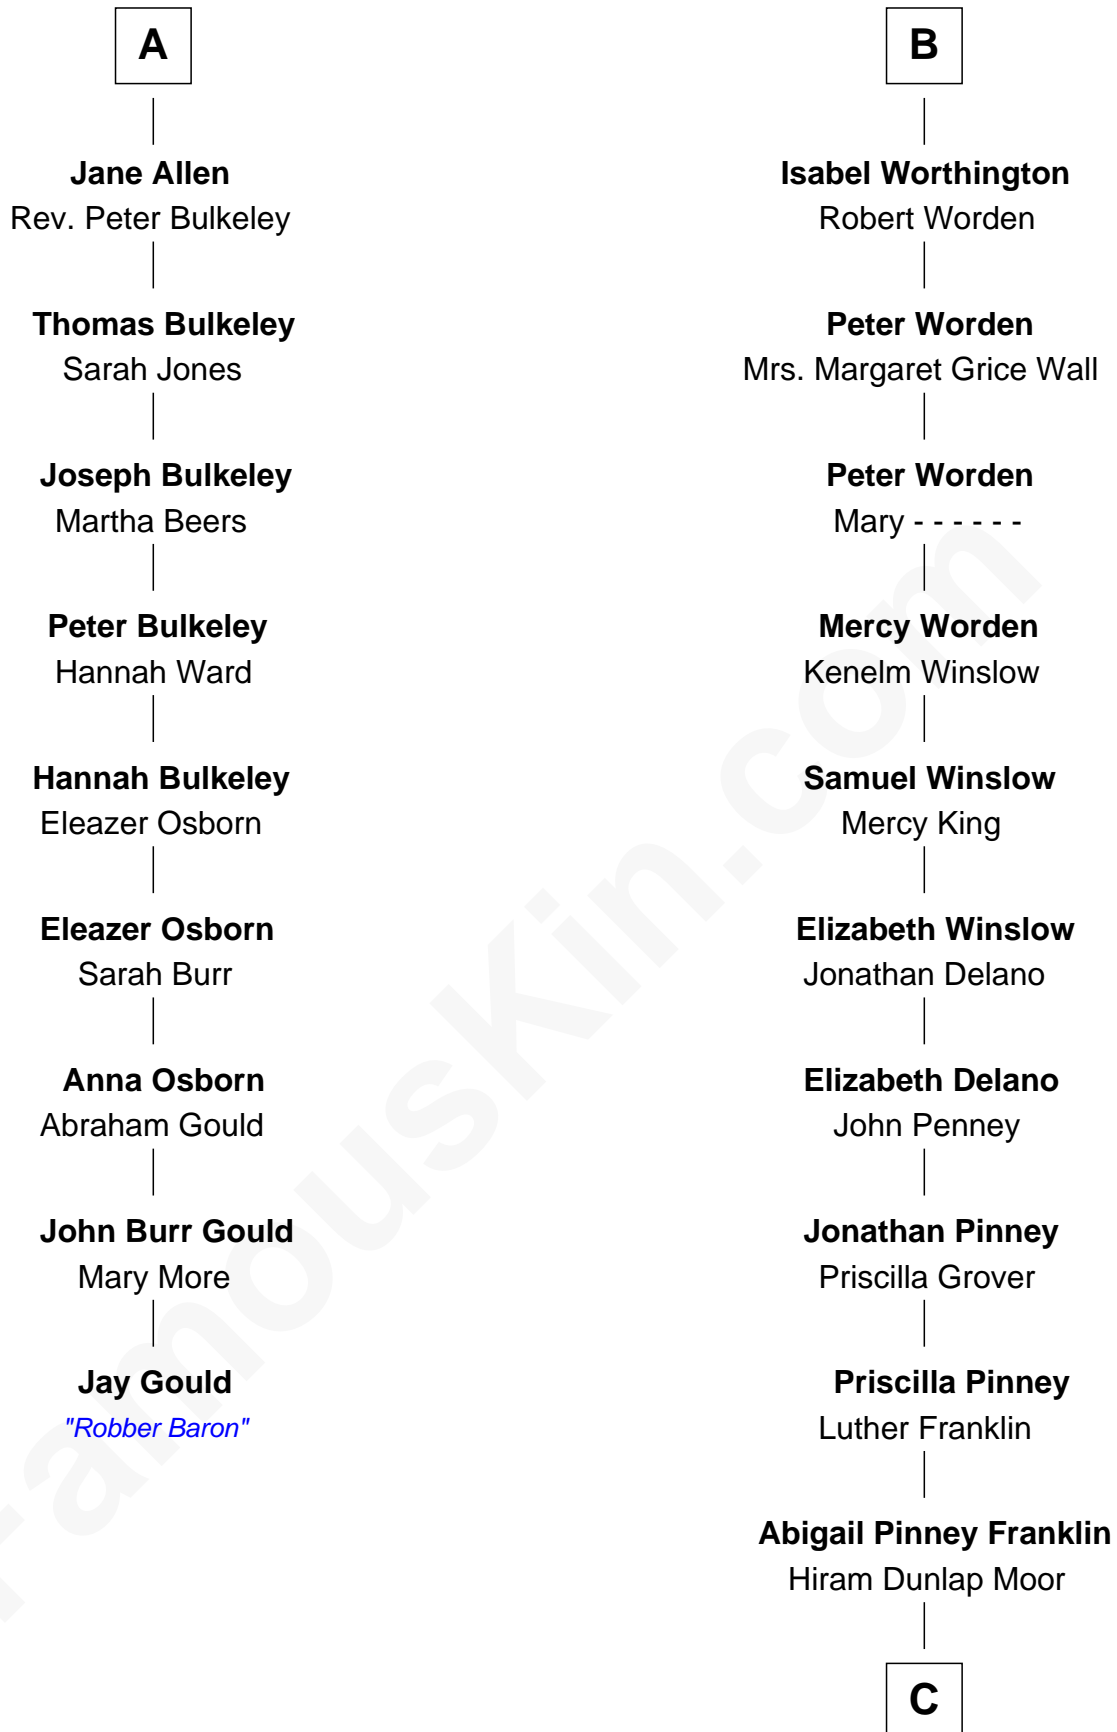 A
Jane Allen
Rev. Peter Bulkeley
Thomas Bulkeley
Sarah Jones
Joseph Bulkeley
Martha Beers
Peter Bulkeley
Hannah Ward
Hannah Bulkeley
Eleazer Osborn
Eleazer Osborn
Sarah Burr
Anna Osborn
Abraham Gould
John Burr Gould
Mary More
Jay Gould
"Robber Baron"
B
Isabel Worthington
Robert Worden
Peter Worden
Mrs. Margaret Grice Wall
Peter Worden
Mary - - - - - -
Mercy Worden
Kenelm Winslow
Samuel Winslow
Mercy King
Elizabeth Winslow
Jonathan Delano
Elizabeth Delano
John Penney
Jonathan Pinney
Priscilla Grover
Priscilla Pinney
Luther Franklin
Abigail Pinney Franklin
Hiram Dunlap Moor
C
FamousKin.com